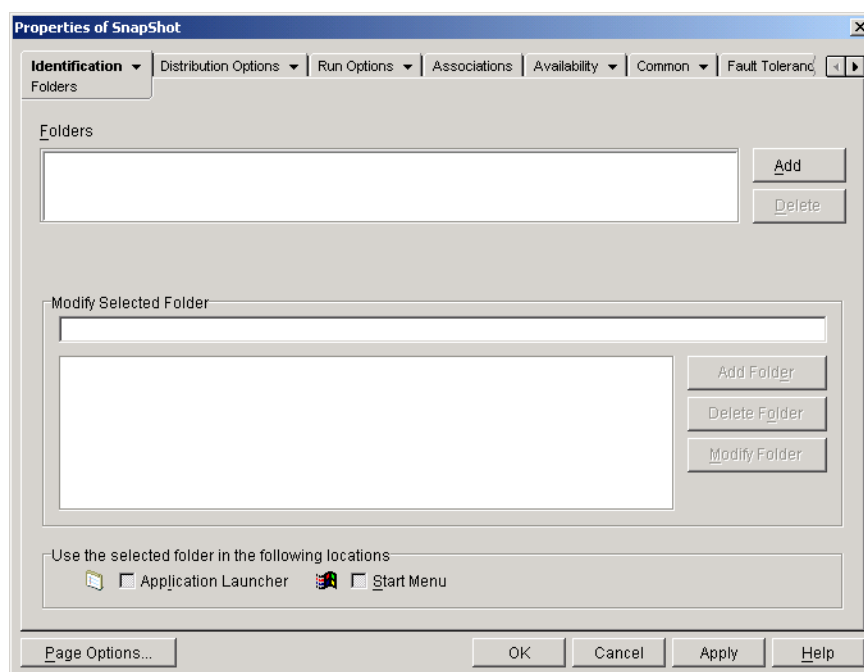 Properties of SnapShot
Identification Distribution Options Run Options Associations Availability Common Fault Toleranc
Folders
Folders
Add
Delete
Modify Selected Folder
Add Folder
Delete Folder
Modify Folder
Use the selected folder in the following locations
Application Launcher Start Menu
Page Options... OK Cancel Apply Help